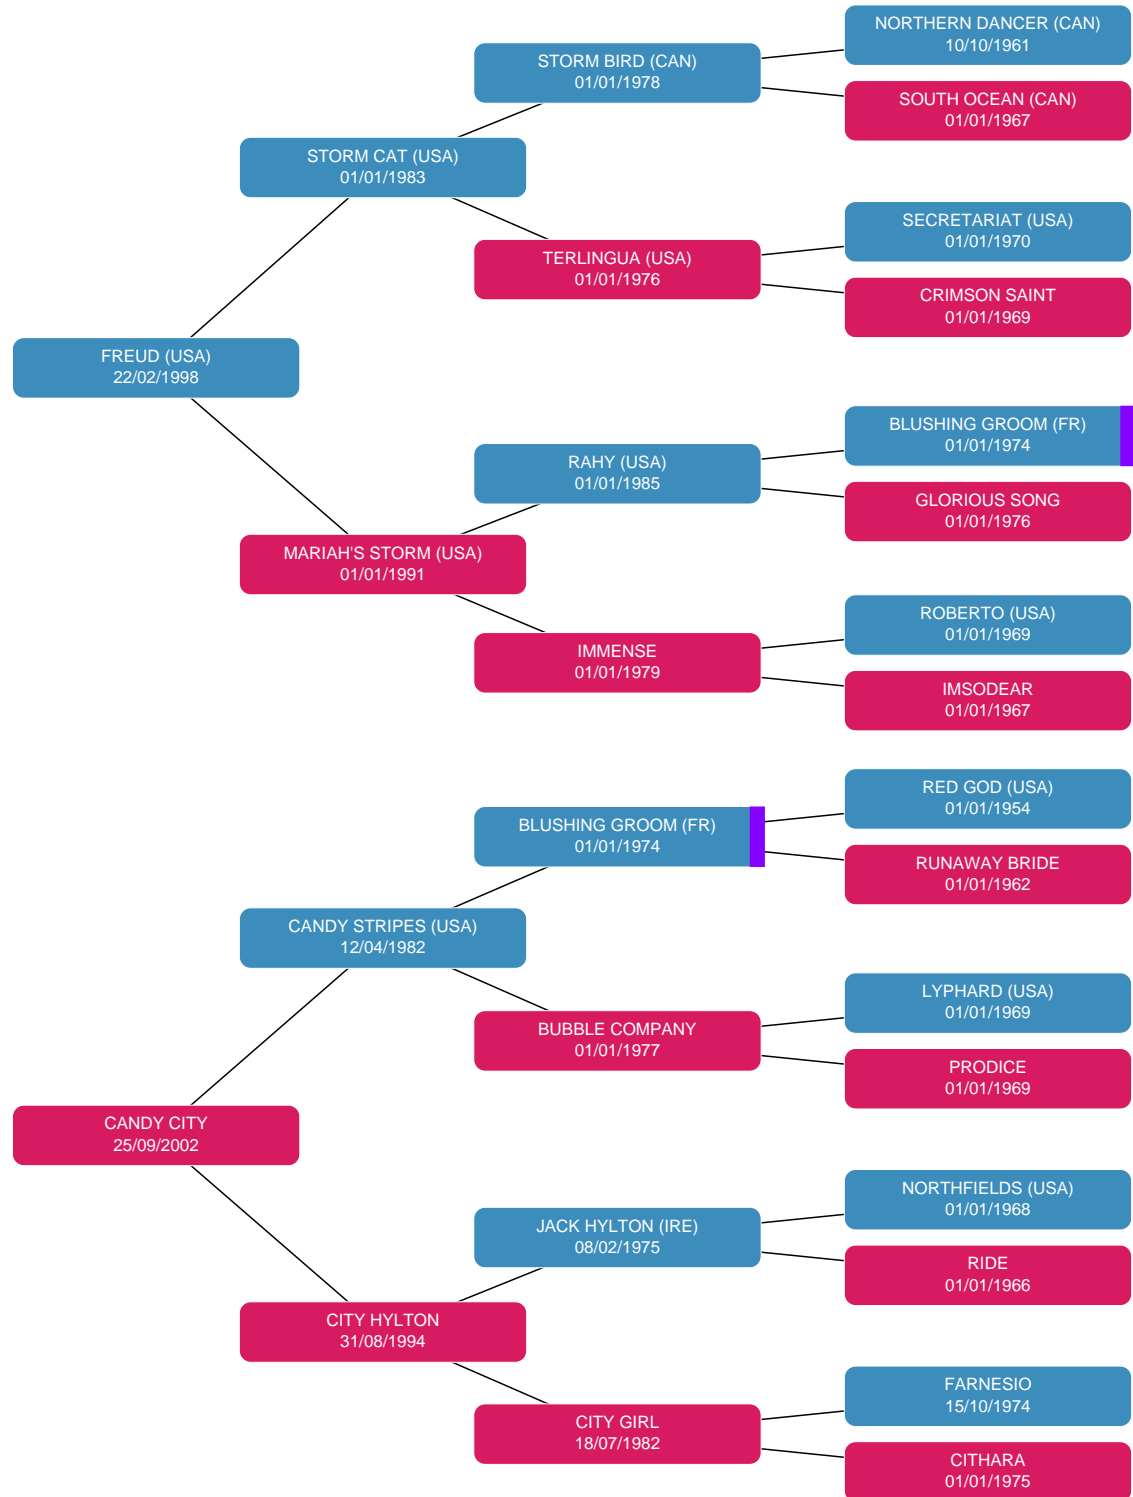 NORTHERN DANCER (CAN)
10/10/1961
STORM BIRD (CAN)
01/01/1978
SOUTH OCEAN (CAN)
01/01/1967
STORM CAT (USA)
01/01/1983
SECRETARIAT (USA)
01/01/1970
TERLINGUA (USA)
01/01/1976
CRIMSON SAINT
01/01/1969
FREUD (USA)
22/02/1998
BLUSHING GROOM (FR)
01/01/1974
RAHY (USA)
01/01/1985
GLORIOUS SONG
01/01/1976
MARIAH'S STORM (USA)
01/01/1991
ROBERTO (USA)
01/01/1969
IMMENSE
01/01/1979
IMSODEAR
01/01/1967
RED GOD (USA)
01/01/1954
BLUSHING GROOM (FR)
01/01/1974
RUNAWAY BRIDE
01/01/1962
CANDY STRIPES (USA)
12/04/1982
LYPHARD (USA)
01/01/1969
BUBBLE COMPANY
01/01/1977
PRODICE
01/01/1969
CANDY CITY
25/09/2002
NORTHFIELDS (USA)
01/01/1968
JACK HYLTON (IRE)
08/02/1975
RIDE
01/01/1966
CITY HYLTON
31/08/1994
FARNESIO
15/10/1974
CITY GIRL
18/07/1982
CITHARA
01/01/1975